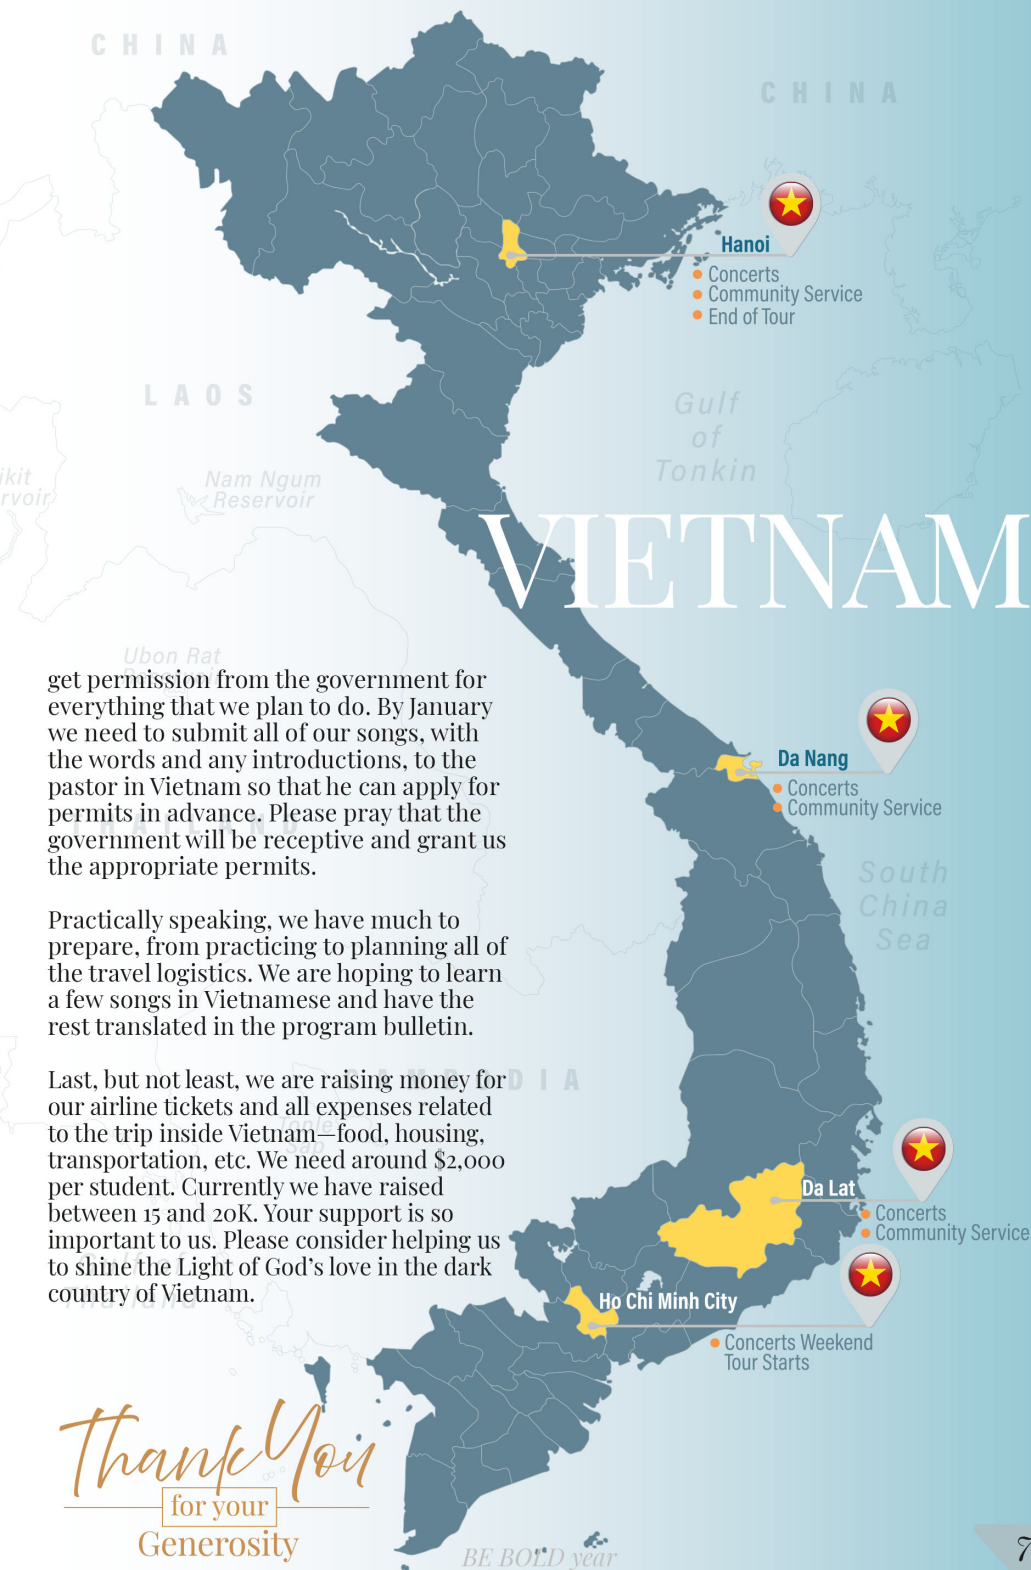 CHINA
CHINA
Hanoi
Concerts
Community Service
End of Tour
LAOS
Gulf
of
Tonkin
Nam Ngum
Reservoir
VIETNAM
Ubon Rat
get permission from the government for
everything that we plan to do. By January
we need to submit all of our songs, with
the words and any introductions, to the
pastor in Vietnam so that he can apply for
permits in advance. Please pray that the
government will be receptive and grant us
the appropriate permits.
THAILAND
Practically speaking, we have much to
prepare, from practicing to planning all of
the travel logistics. We are hoping to learn
a few songs in Vietnamese and have the
rest translated in the program bulletin.
Last, but not least, we are raising money for
our airline tickets and all expenses related
to the trip inside Vietnam—food, housing,
transportation, etc. We need around $2,000
per student. Currently we have raised
between 15 and 20K. Your support is so
important to us. Please consider helping us
to shine the Light of God's love in the dark
country of Vietnam.
CAMBODIA
Tonle
Sap
Gulf of
Thailand
Da Nang
Concerts
Community Service
South
China
Sea
Da Lat
Concerts
Community Service
Ho Chi Minh City
Concerts Weekend
Tour Starts
Thank You
for your
Generosity
BE BOLD year
7